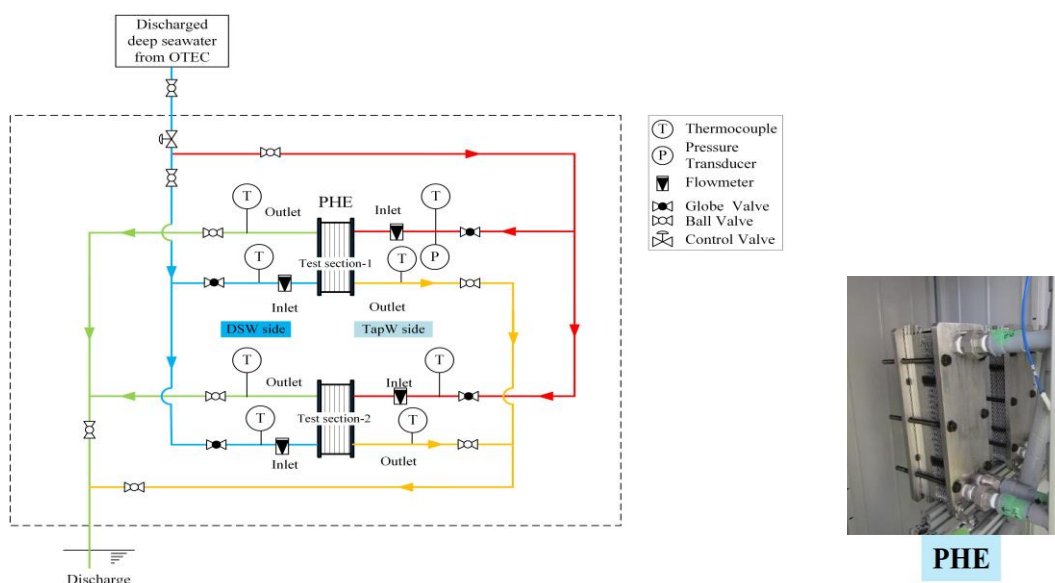 Discharged
deep seawater
from OTEC
T Thermocouple
P Pressure
Transducer
Flowmeter
Globe Valve
Ball Valve
Control Valve
T
Outlet
PHE
Inlet
T
T
Test section-1
T
P
Inlet
Outlet
DSW side
TapW side
T
Outlet
Inlet
T
T
Test section-2
T
Inlet
Outlet
Discharge
PHE